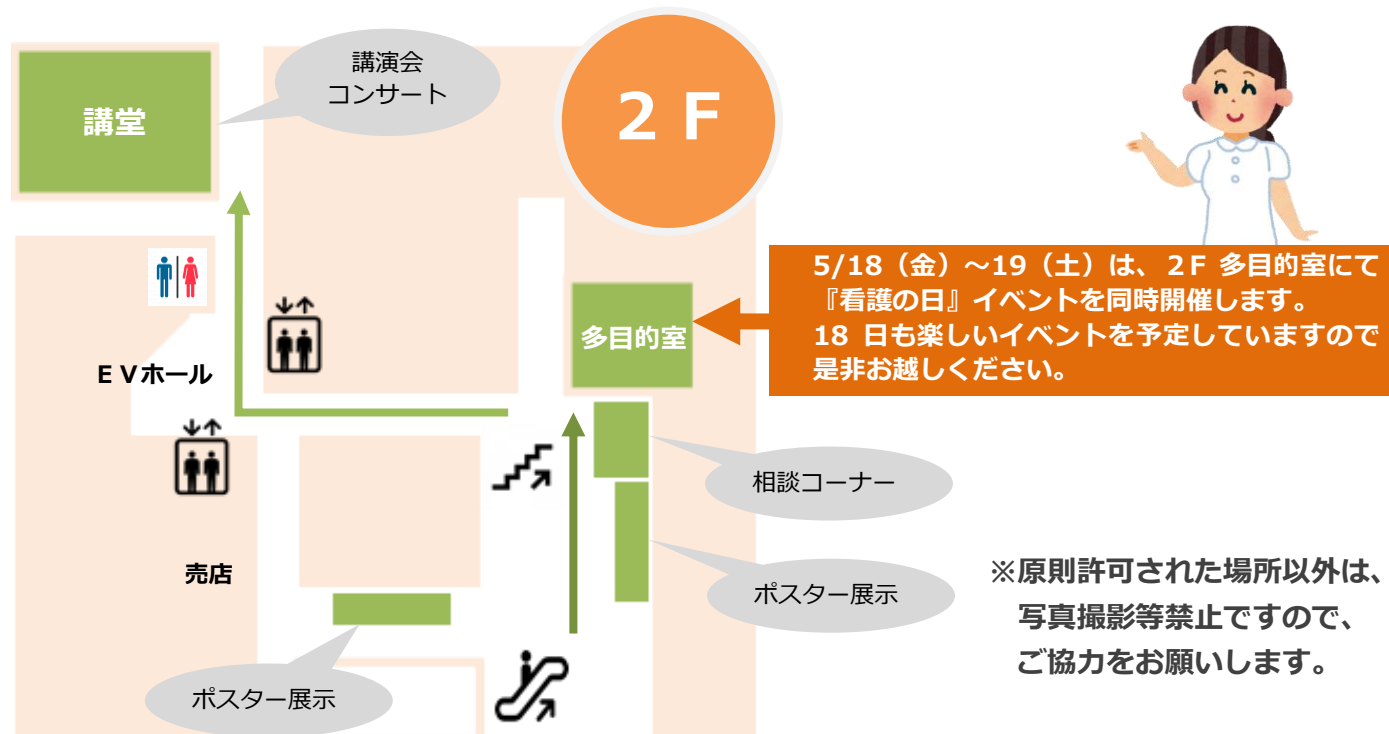 講演会
コンサート
２Ｆ
講堂
5/18（金）～19（土）は、２Ｆ 多目的室にて
『看護の日』イベントを同時開催します。
18 日も楽しいイベントを予定していますので
是非お越しください。
多目的室
ＥＶホール
相談コーナー
売店
ポスター展示
※原則許可された場所以外は、
写真撮影等禁止ですので、
ご協力をお願いします。
ポスター展示